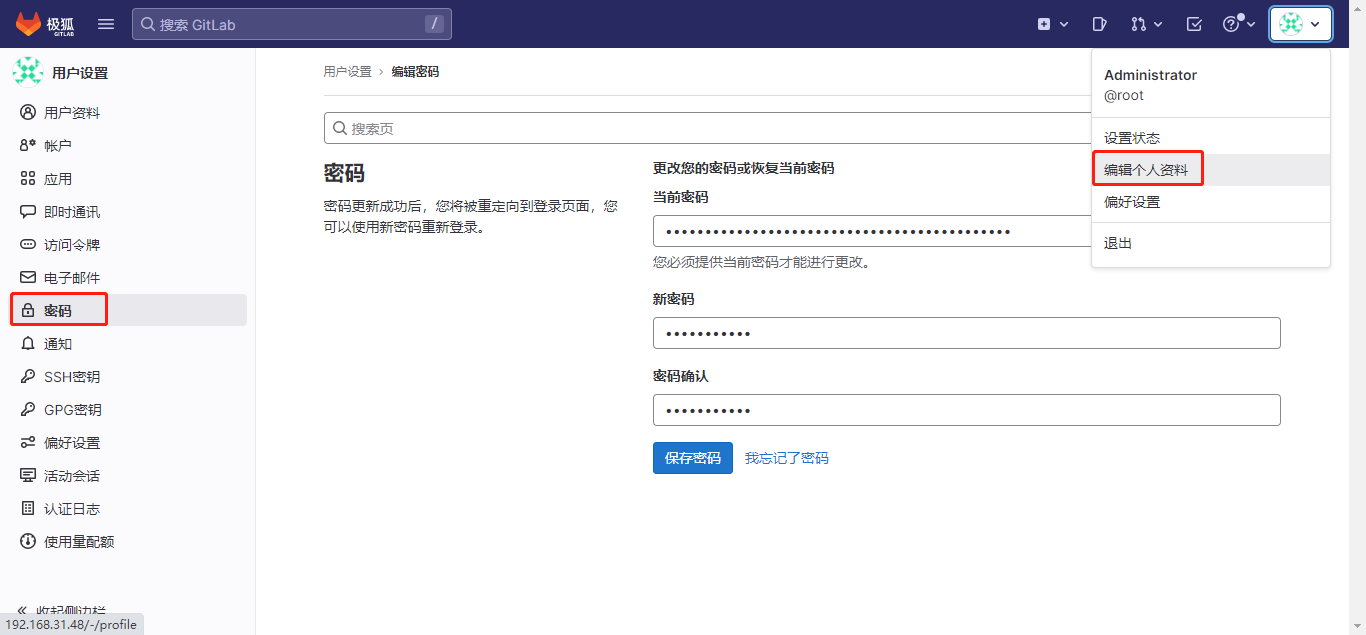 极狐
GITLAB
搜索 GitLab
/
用户设置
用户资料
帐户
应用
即时通讯
访问令牌
电子邮件
密码
通知
SSH密钥
GPG密钥
偏好设置
活动会话
认证日志
使用量配额
收起侧边栏
192.168.31.48/-/profile
用户设置 › 编辑密码
搜索页
密码
密码更新成功后，您将被重定向到登录页面，您
可以使用新密码重新登录。
更改您的密码或恢复当前密码
当前密码
您必须提供当前密码才能进行更改。
新密码
密码确认
保存密码
我忘记了密码
Administrator
@root
设置状态
编辑个人资料
偏好设置
退出